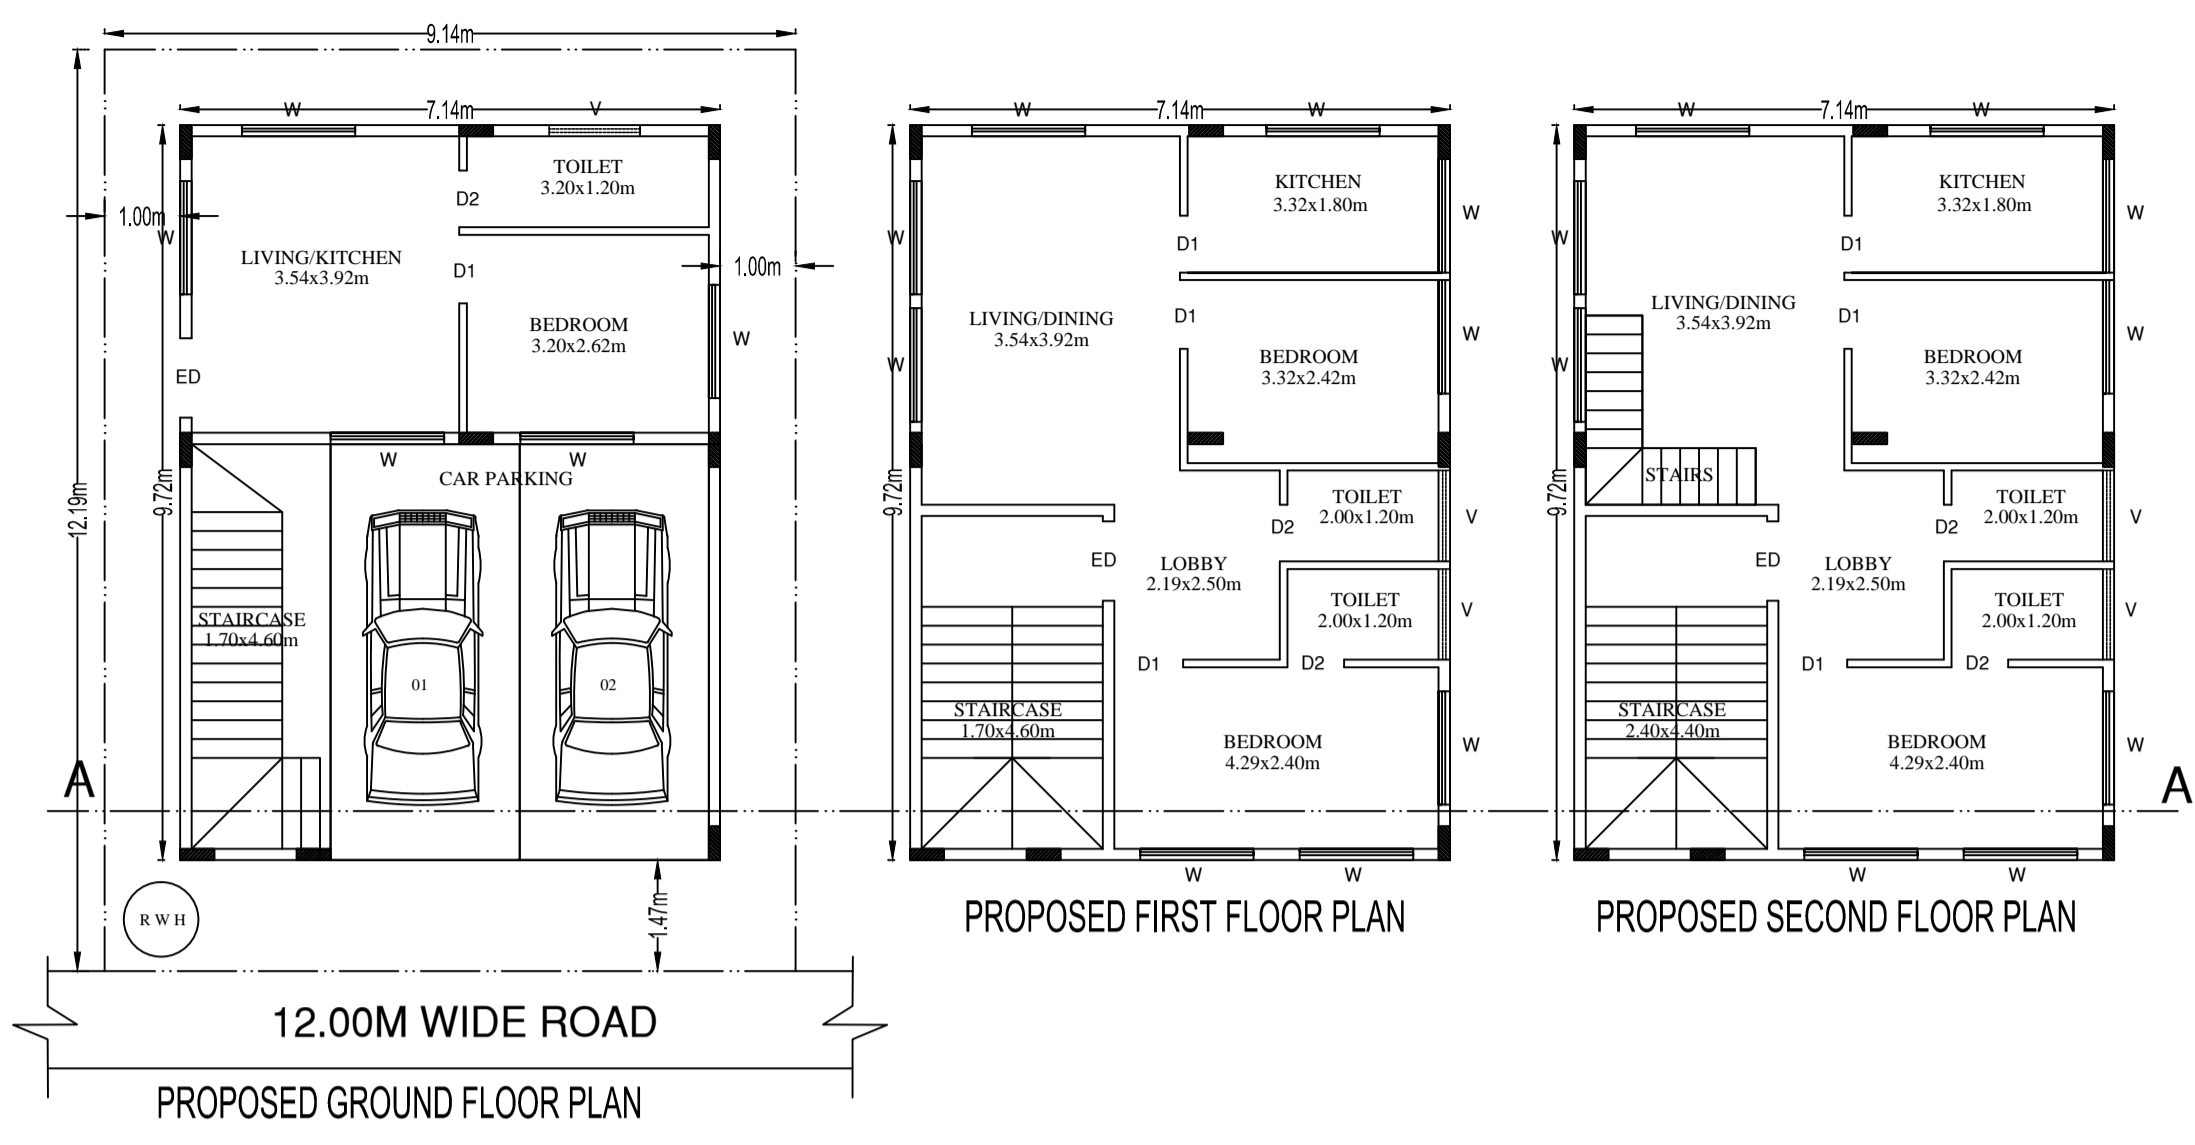 9.14m
7.14m
W
V
TOILET
3.20x1.20m
D2
1.00m
W
LIVING/KITCHEN
3.54x3.92m
D1
1.00m
BEDROOM
3.20x2.62m
W
ED
W
W
CAR PARKING
12.19m
9.72m
STAIRCASE
1.70x4.60m
01
02
A
1.47m
R W H
12.00M WIDE ROAD
PROPOSED GROUND FLOOR PLAN
7.14m
W
W
KITCHEN
3.32x1.80m
W
W
D1
LIVING/DINING
3.54x3.92m
D1
W
W
BEDROOM
3.32x2.42m
9.72m
TOILET
2.00x1.20m
V
D2
ED
LOBBY
2.19x2.50m
TOILET
2.00x1.20m
V
D1
D2
STAIRCASE
1.70x4.60m
BEDROOM
4.29x2.40m
W
W
W
PROPOSED FIRST FLOOR PLAN
7.14m
W
W
KITCHEN
3.32x1.80m
W
W
D1
LIVING/DINING
3.54x3.92m
D1
W
W
BEDROOM
3.32x2.42m
STAIRS
9.72m
TOILET
2.00x1.20m
V
D2
ED
LOBBY
2.19x2.50m
TOILET
2.00x1.20m
V
D1
D2
STAIRCASE
2.40x4.40m
BEDROOM
4.29x2.40m
W
A
W
W
PROPOSED SECOND FLOOR PLAN